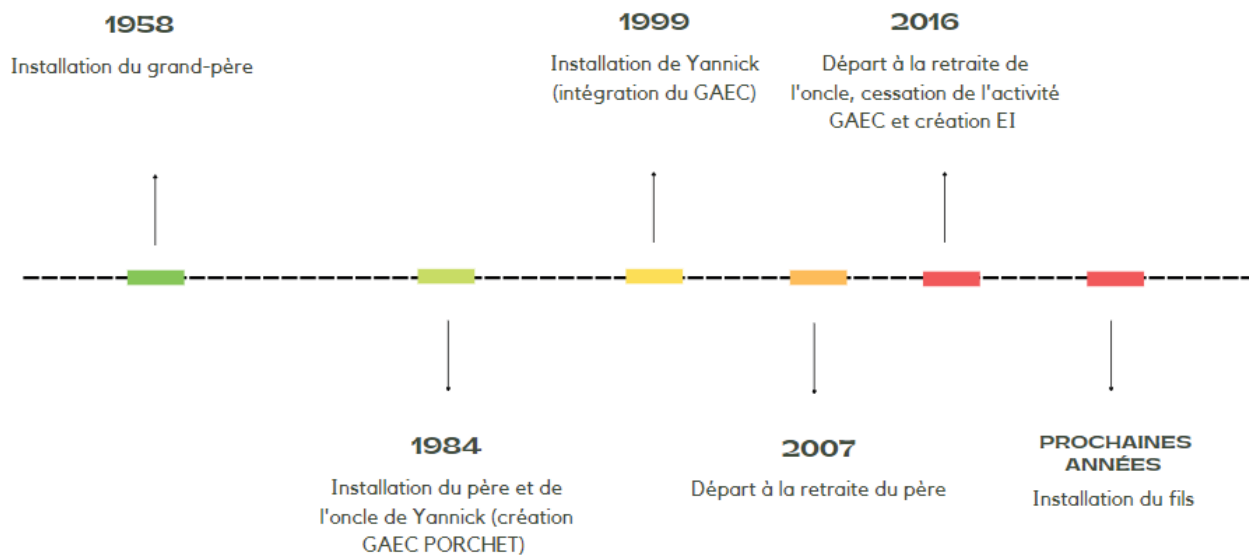 1958
Installation du grand-père
1999
Installation de Yannick
(intégration du GAEC)
2016
Départ à la retraite de
l'oncle, cessation de l'activité
GAEC et création EI
1984
Installation du père et de
l'oncle de Yannick (création
GAEC PORCHET)
2007
Départ à la retraite du père
PROCHAINES
ANNÉES
Installation du fils